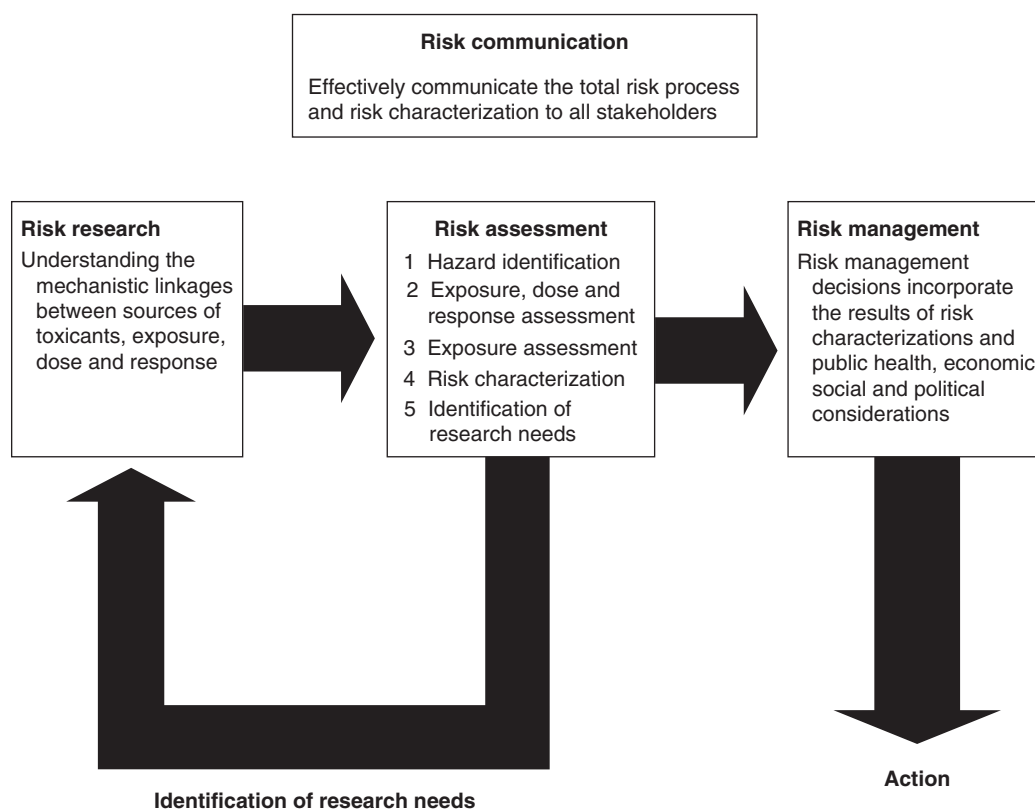 Risk communication
Effectively communicate the total risk process
and risk characterization to all stakeholders
Risk research
Understanding the
mechanistic linkages
between sources of
toxicants, exposure,
dose and response
Risk assessment
1 Hazard identification
2 Exposure, dose and
response assessment
3 Exposure assessment
4 Risk characterization
5 Identification of
research needs
Risk management
Risk management
decisions incorporate
the results of risk
characterizations and
public health, economic
social and political
considerations
Identification of research needs
Action